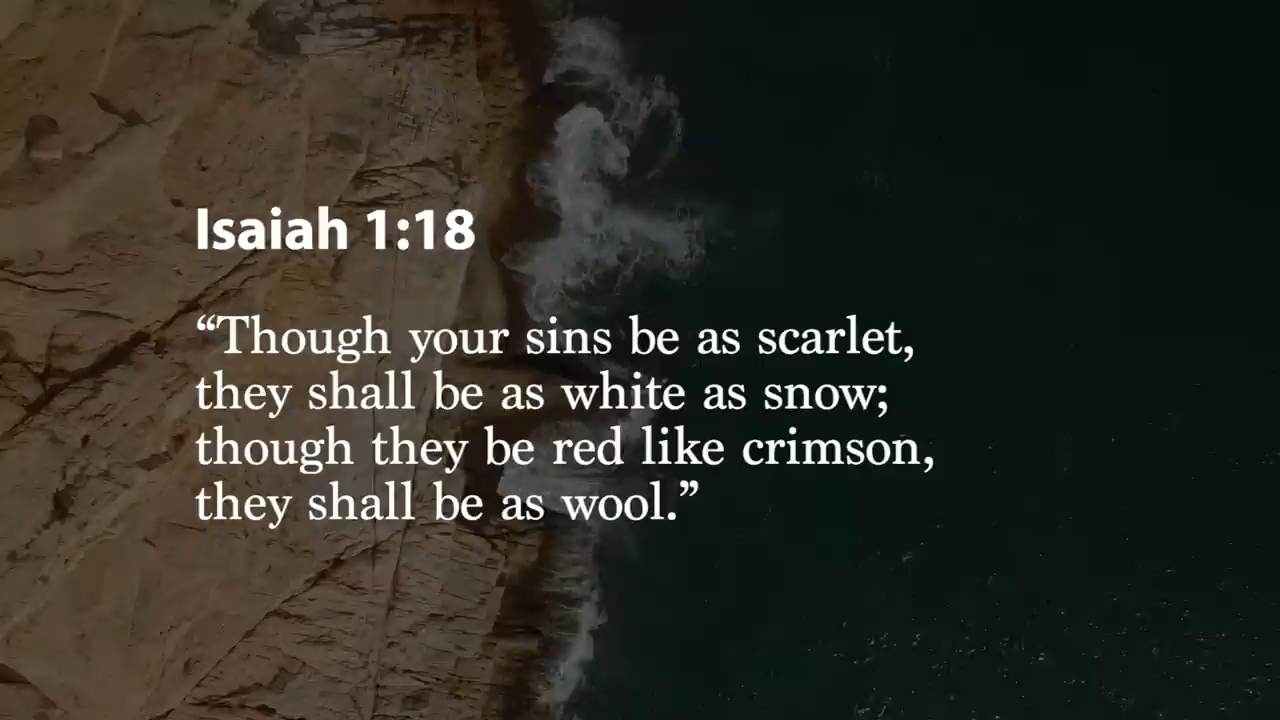 Isaiah 1:18
“Though your sins be as scarlet,
they shall be as white as snow;
though they be red like crimson,
they shall be as wool.”